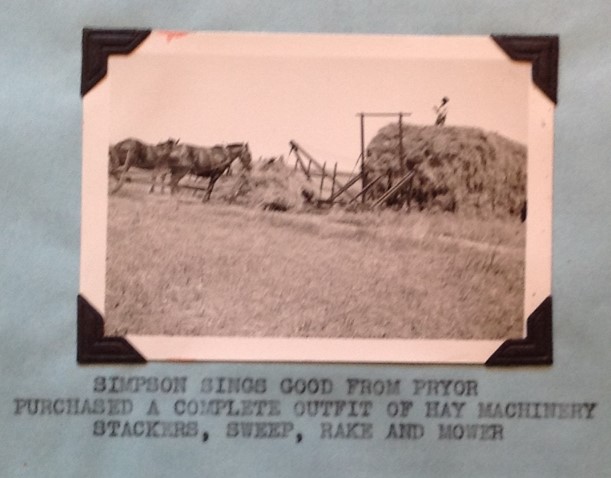 SIMPSON SINGS GOOD FROM PRYOR
PURCHASED A COMPLETE OUTFIT OF HAY MACHINERY
STACKERS, SWEEP, RAKE AND MOWER